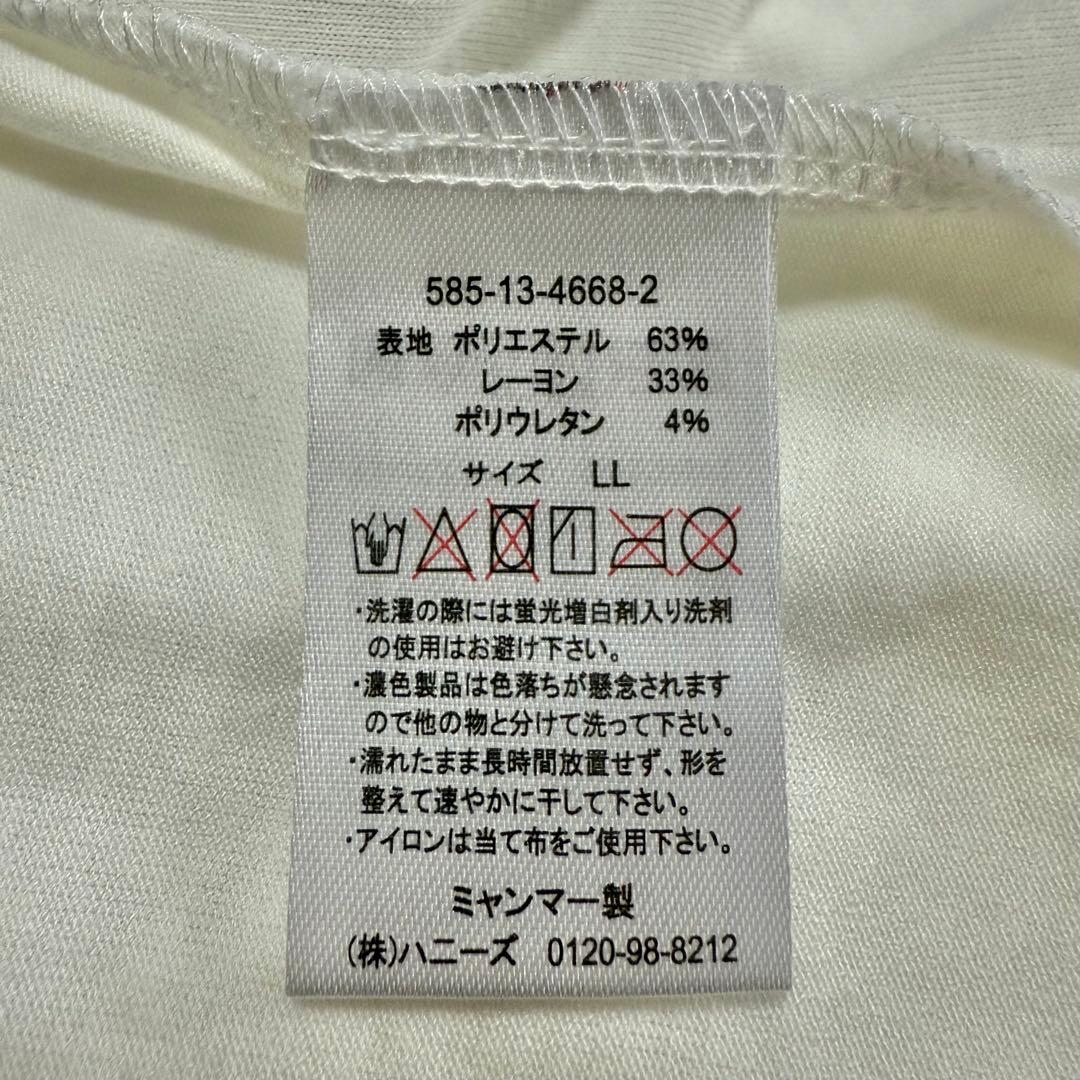 585-13-4668-2
表地 ポリエステル 63%
レーヨン 33%
ポリウレタン 4%
サイズ LL
・洗濯の際には蛍光増白剤入り洗剤
の使用はお避け下さい。
・濃色製品は色落ちが懸念されます
ので他の物と分けて洗って下さい。
・濡れたまま長時間放置せず、形を
整えて速やかに干して下さい。
・アイロンは当て布をご使用下さい。
ミャンマー製
(株)ハニーズ 0120-98-8212